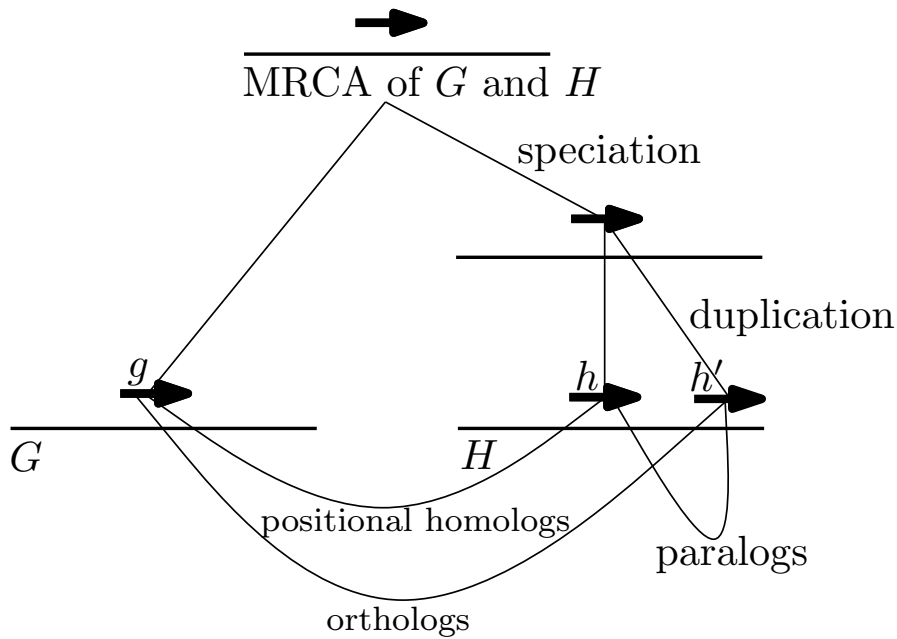 MRCA of G and H
speciation
duplication
g
h
h′
G
H
positional homologs
paralogs
orthologs